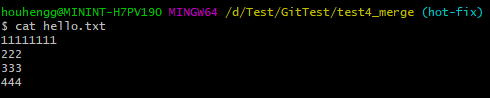 houhengg@MININT-H7PV190 MINGW64 /d/Test/GitTest/test4_merge (hot-fix)
$ cat hello.txt
11111111
222
333
444